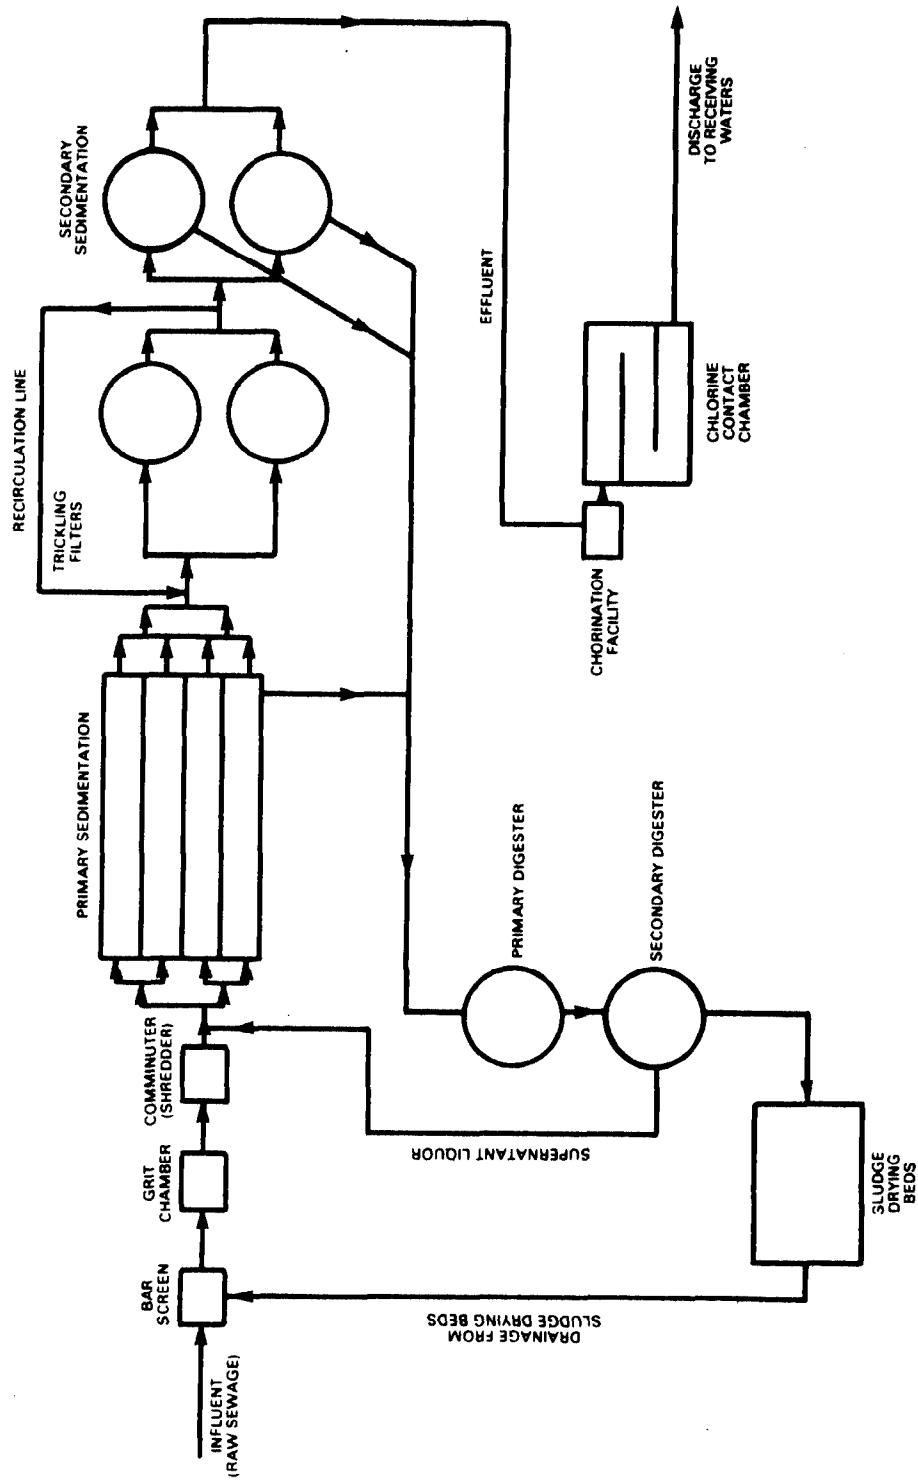 INFLUENT
(RAW SEWAGE)
BAR
SCREEN
GRIT
CHAMBER
COMMINUTER
(SHREDDER)
PRIMARY SEDIMENTATION
TRICKLING
FILTERS
RECIRCULATION LINE
SECONDARY
SEDIMENTATION
DRAINAGE FROM
SLUDGE DRYING BEDS
SUPERNATANT LIQUOR
PRIMARY DIGESTER
SECONDARY DIGESTER
SLUDGE
DRYING
BEDS
EFFLUENT
CHORINATION
FACILITY
CHLORINE
CONTACT
CHAMBER
DISCHARGE
TO RECEIVING
WATERS